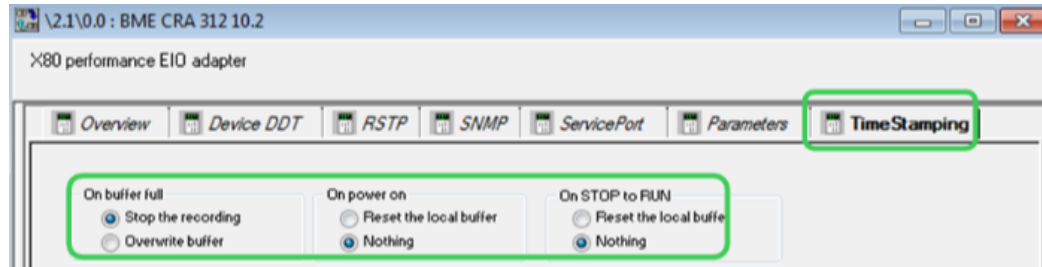 \2.1\0.0 : BME CRA 312 10.2
X80 performance EIO adapter
Overview Device DDT RSTP SNMP ServicePort Parameters TimeStamping
On buffer full On power on On STOP to RUN
Stop the recording Reset the local buffer Reset the local buffe
Overwrite buffer Nothing Nothing